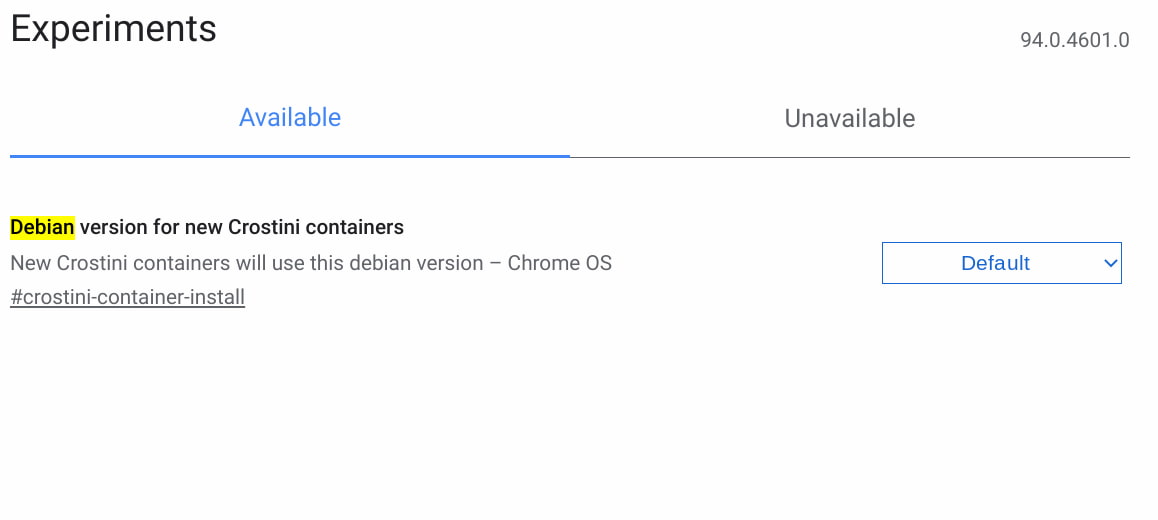 Experiments
94.0.4601.0
Available
Unavailable
Debian version for new Crostini containers
New Crostini containers will use this debian version – Chrome OS
#crostini-container-install
Default